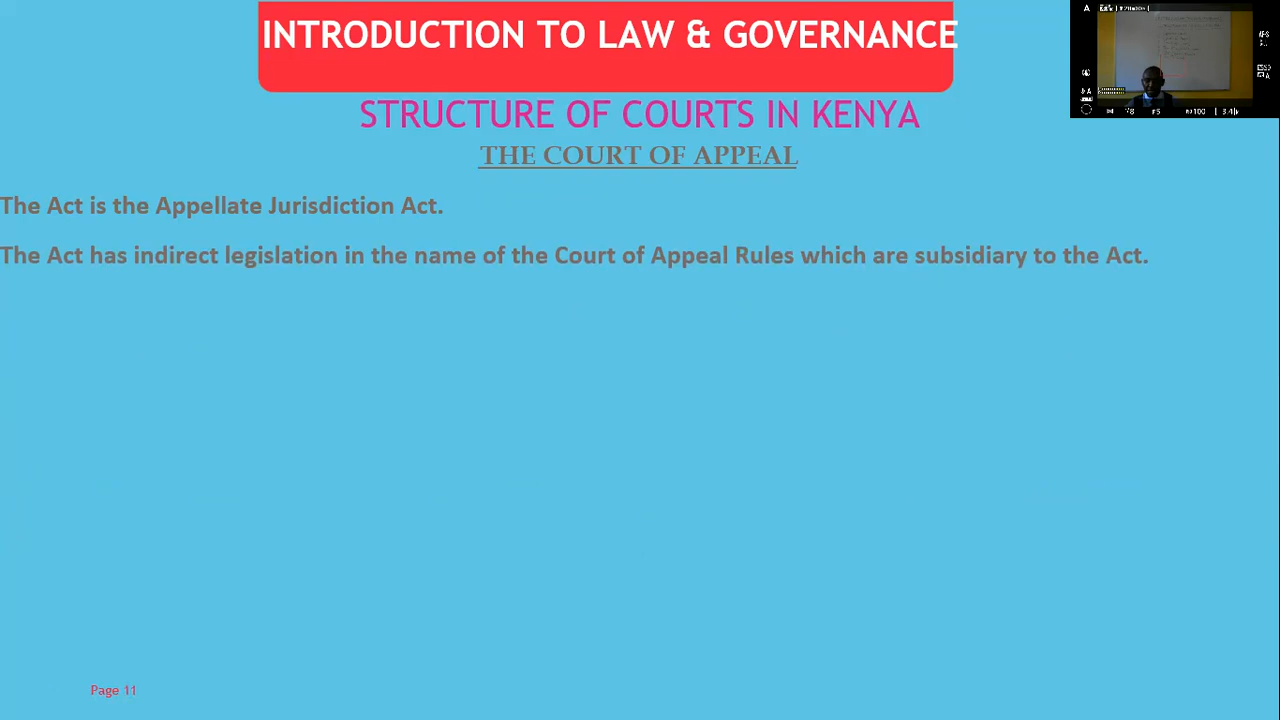 INTRODUCTION TO LAW & GOVERNANCE
STRUCTURE OF COURTS IN KENYA
THE COURT OF APPEAL
The Act is the Appellate Jurisdiction Act.
The Act has indirect legislation in the name of the Court of Appeal Rules which are subsidiary to the Act.
Page 11